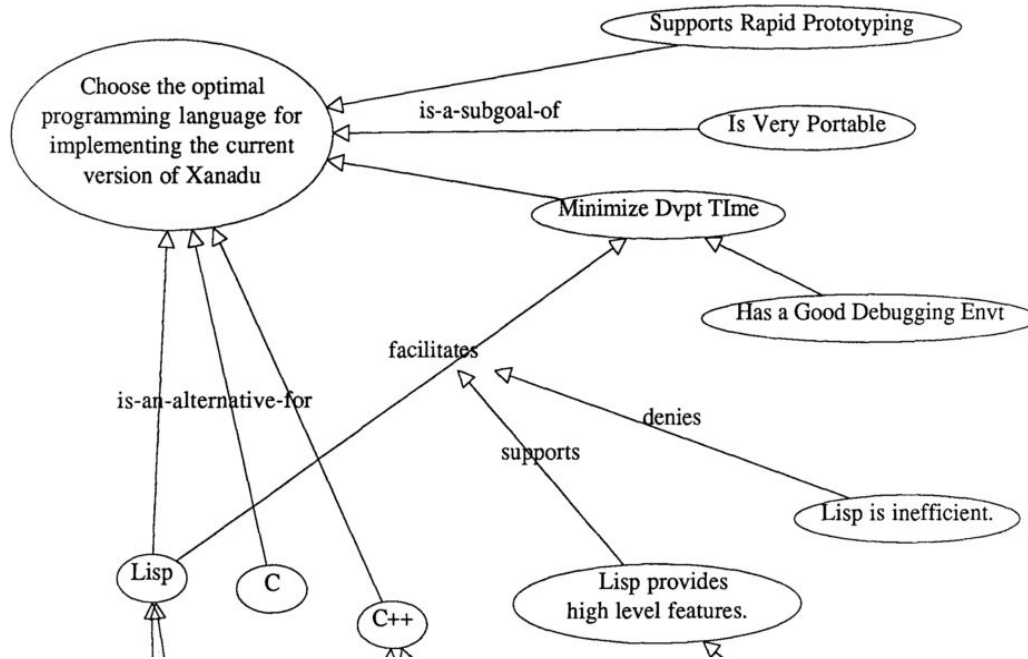 Supports Rapid Prototyping
Choose the optimal
programming language for
implementing the current
version of Xanadu
is-a-subgoal-of
Is Very Portable
Minimize Dvpt TIme
Has a Good Debugging Envt
facilitates
is-an-alternative-for
denies
supports
Lisp is inefficient.
Lisp
C
C++
Lisp provides
high level features.